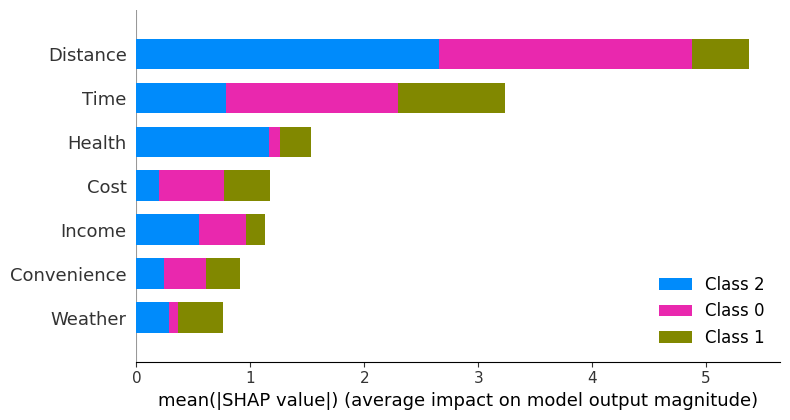 Distance
Time
Health
Cost
Income
Convenience
Weather
Class 2
Class 0
Class 1
0 1 2 3 4 5
mean(|SHAP value|) (average impact on model output magnitude)